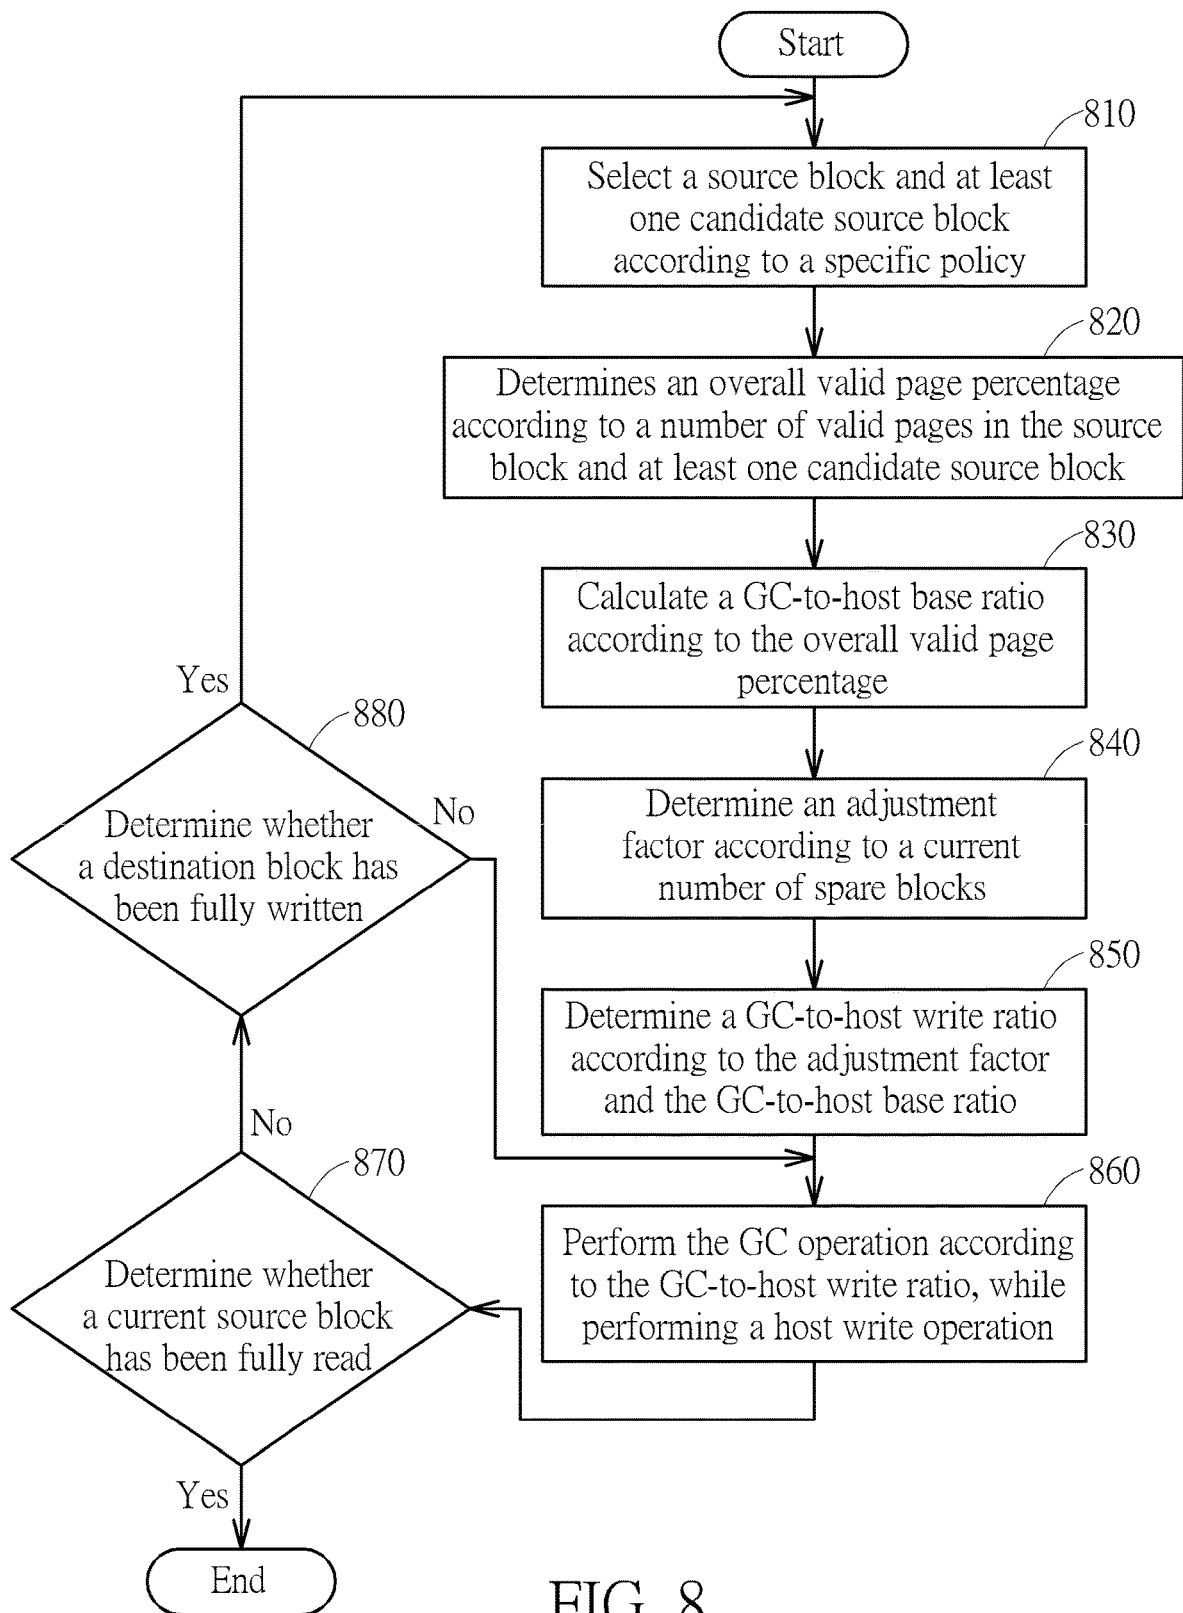 Start
810
Select a source block and at least
one candidate source block
according to a specific policy
820
Determines an overall valid page percentage
according to a number of valid pages in the source
block and at least one candidate source block
830
Calculate a GC-to-host base ratio
according to the overall valid page
percentage
840
Determine an adjustment
factor according to a current
number of spare blocks
850
Determine a GC-to-host write ratio
according to the adjustment factor
and the GC-to-host base ratio
860
Perform the GC operation according
to the GC-to-host write ratio, while
performing a host write operation
Yes
880
No
Determine whether
a destination block has
been fully written
No
870
Determine whether
a current source block
has been fully read
Yes
End
FIG. 8